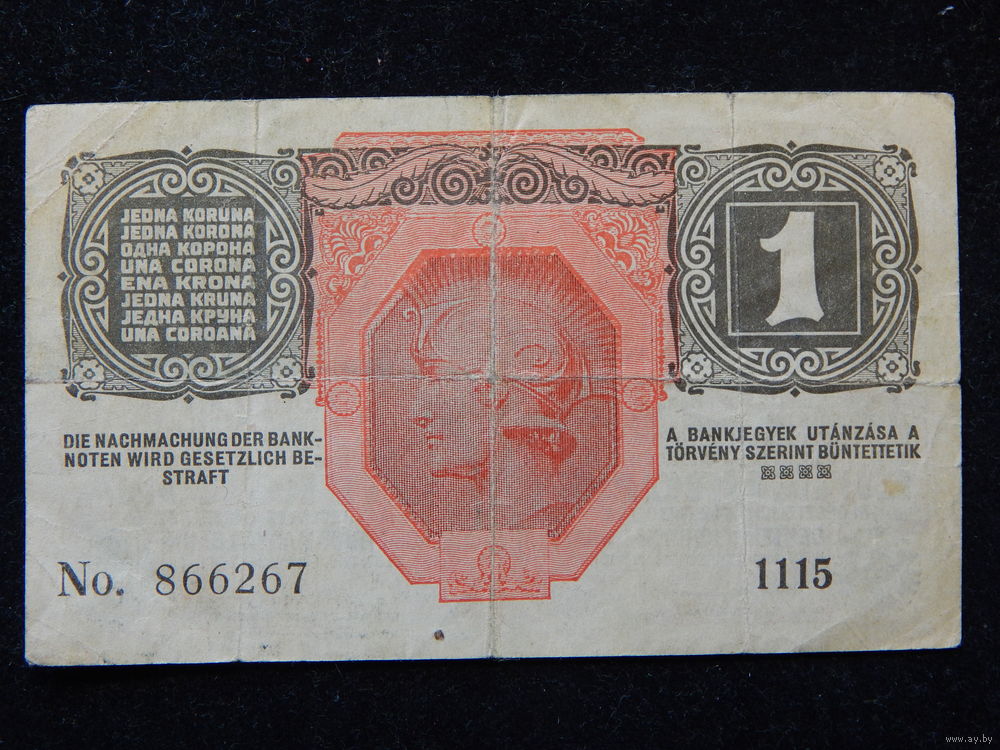 JEDNA KORUNA
JEDNA KORONA
ОДНА КОРОНА
UNA CORONA
ENA KRONA
JEDNA KRUNA
ЈЕДНА КРУНА
UNA COROANĂ
1
DIE NACHMACHUNG DER BANK-
NOTEN WIRD GESETZLICH BE-
STRAFT
A BANKJEGYEK UTÁNZÁSA A
TÖRVÉNY SZERINT BÜNTETTETIK
No. 866267
1115
www.ay.by